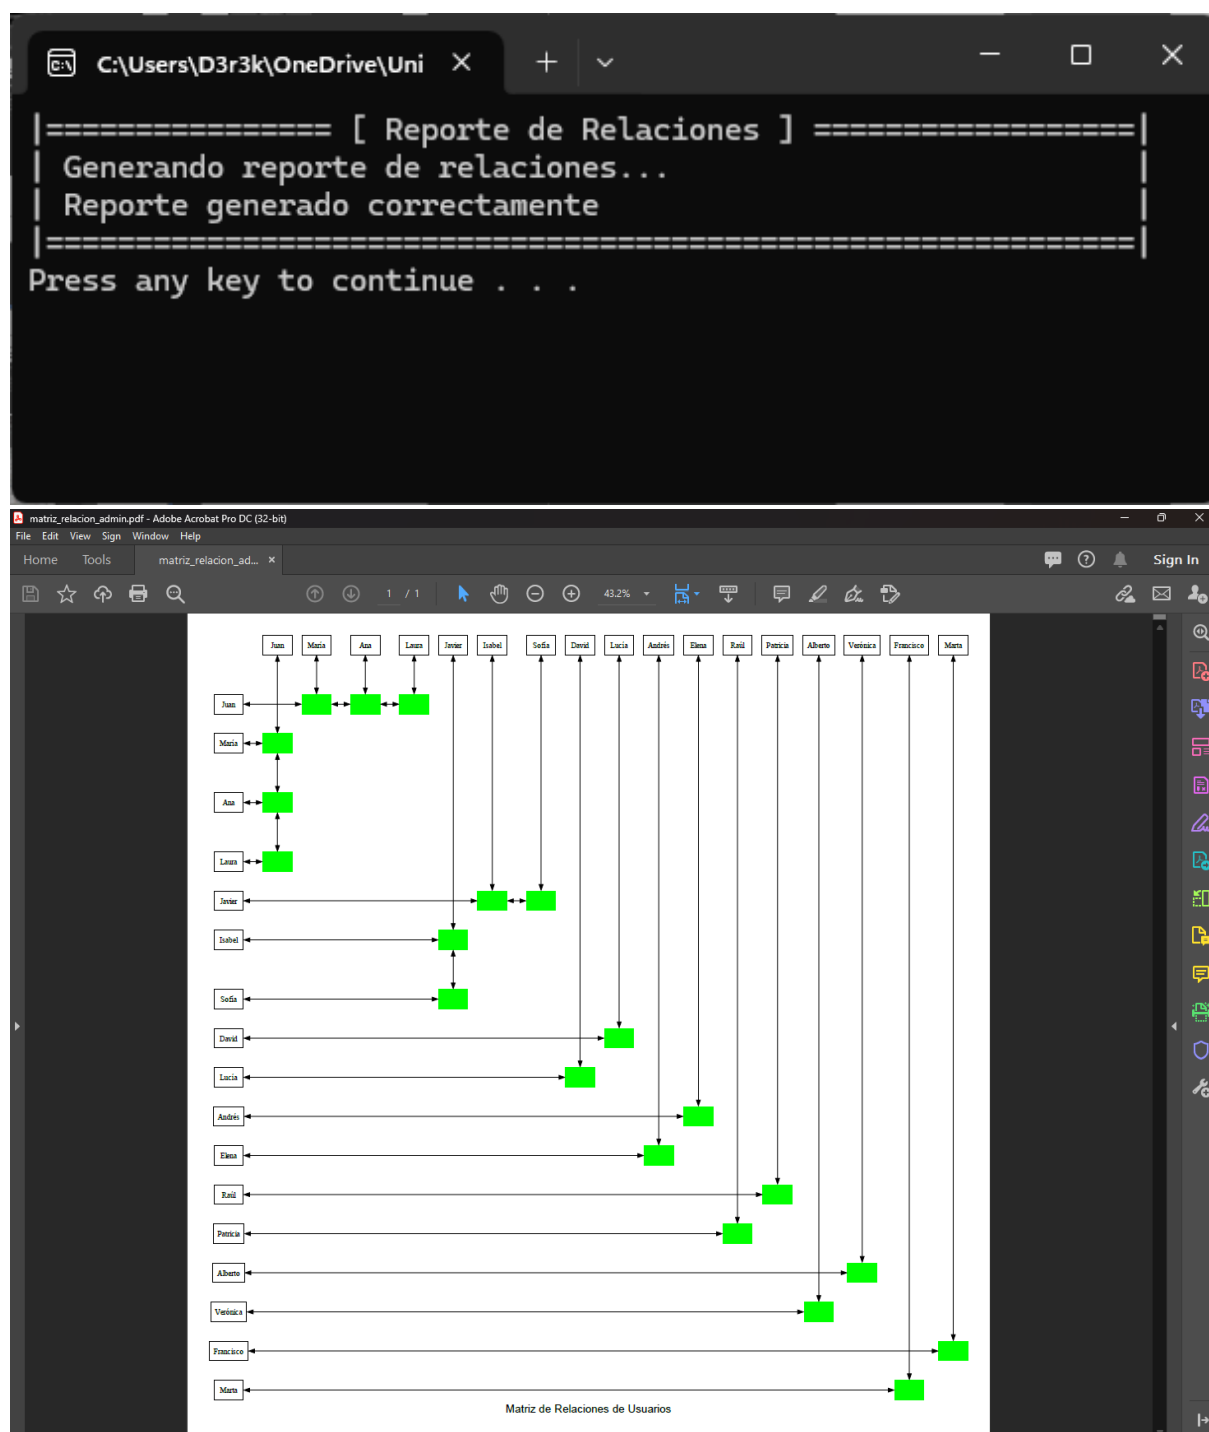 C:\Users\D3r3k\OneDrive\Uni
|================ [ Reporte de Relaciones ] ==================|
| Generando reporte de relaciones... |
| Reporte generado correctamente |
|=============================================================|
Press any key to continue . . .
matriz_relacion_admin.pdf - Adobe Acrobat Pro DC (32-bit)
File Edit View Sign Window Help
Home Tools matriz_relacion_ad... × Sign In
1 / 1 43.2%
Juan María Ana Laura Javier Isabel Sofía David Lucía Andrés Elena Raúl Patricia Alberto Verónica Francisco Marta
Juan
María
Ana
Laura
Javier
Isabel
Sofía
David
Lucía
Andrés
Elena
Raúl
Patricia
Alberto
Verónica
Francisco
Marta
Matriz de Relaciones de Usuarios